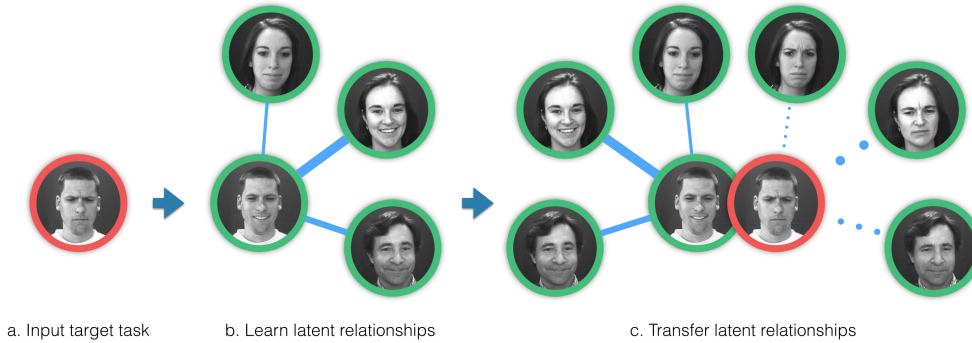 a. Input target task
b. Learn latent relationships
c. Transfer latent relationships